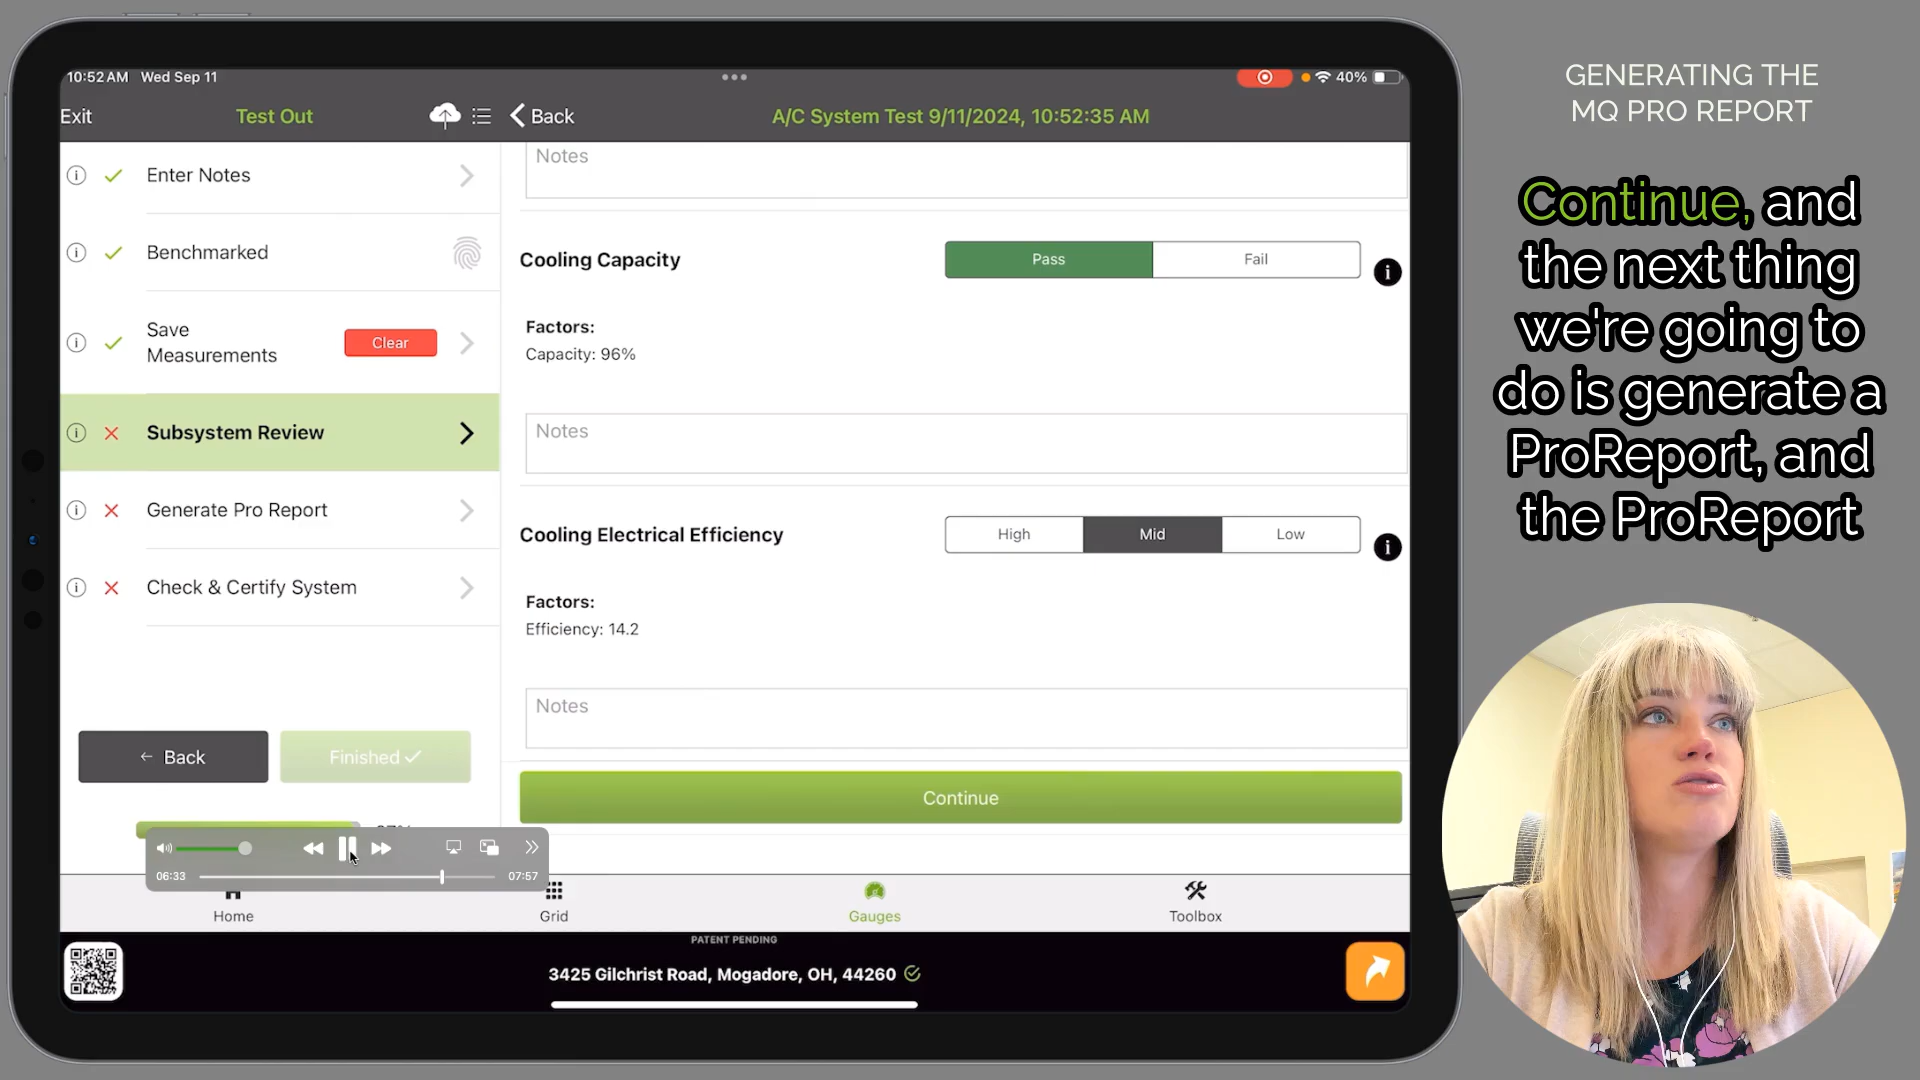 10:52 AM Wed Sep 11
40%
Exit
Test Out
Back
A/C System Test 9/11/2024, 10:52:35 AM
Enter Notes
Benchmarked
Save
Measurements
Clear
Subsystem Review
Generate Pro Report
Check & Certify System
← Back
Finished
06:33
07:57
Notes
Cooling Capacity
Pass
Fail
Factors:
Capacity: 96%
Notes
Cooling Electrical Efficiency
High
Mid
Low
Factors:
Efficiency: 14.2
Notes
Continue
Home
Grid
Gauges
Toolbox
PATENT PENDING
3425 Gilchrist Road, Mogadore, OH, 44260
GENERATING THE
MQ PRO REPORT
Continue, and
the next thing
we're going to
do is generate a
ProReport, and
the ProReport